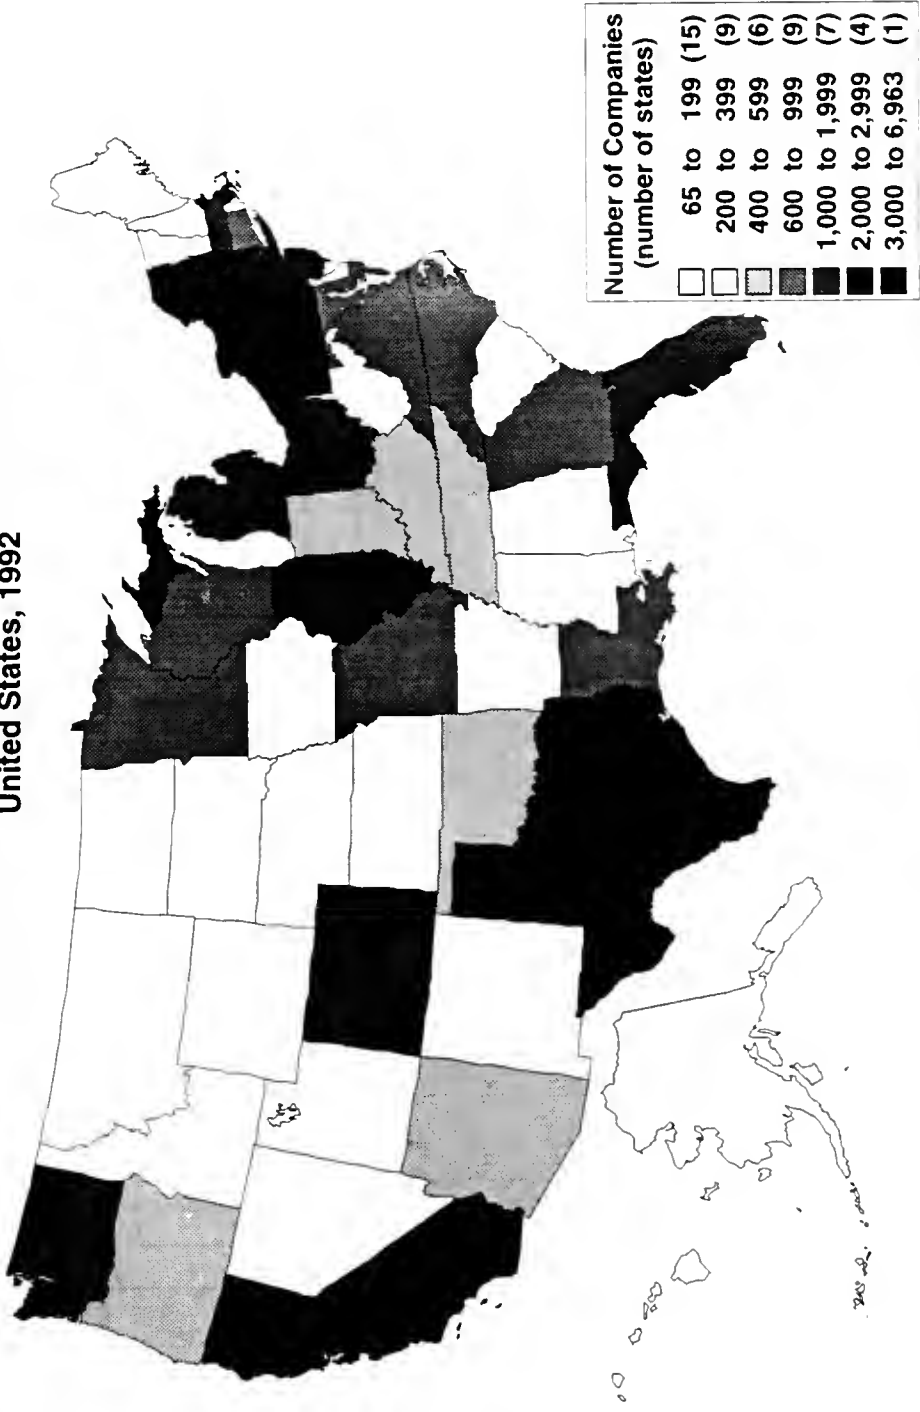 United States, 1992
Number of Companies
(number of states)
65 to 199 (15)
200 to 399 (9)
400 to 599 (6)
600 to 999 (9)
1,000 to 1,999 (7)
2,000 to 2,999 (4)
3,000 to 6,963 (1)